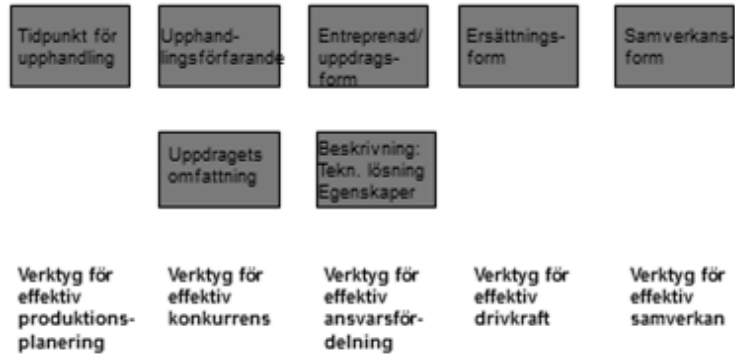 Tidpunkt för
upphandling
Upphand-
lingsförfarande
Entreprenad/
uppdrags-
form
Ersättnings-
form
Samverkans-
form
Uppdragets
omfattning
Beskrivning:
Tekn. lösning
Egenskaper
Verktyg för
effektiv
produktions-
planering
Verktyg för
effektiv
konkurrens
Verktyg för
effektiv
ansvarsför-
delning
Verktyg för
effektiv
drivkraft
Verktyg för
effektiv
samverkan